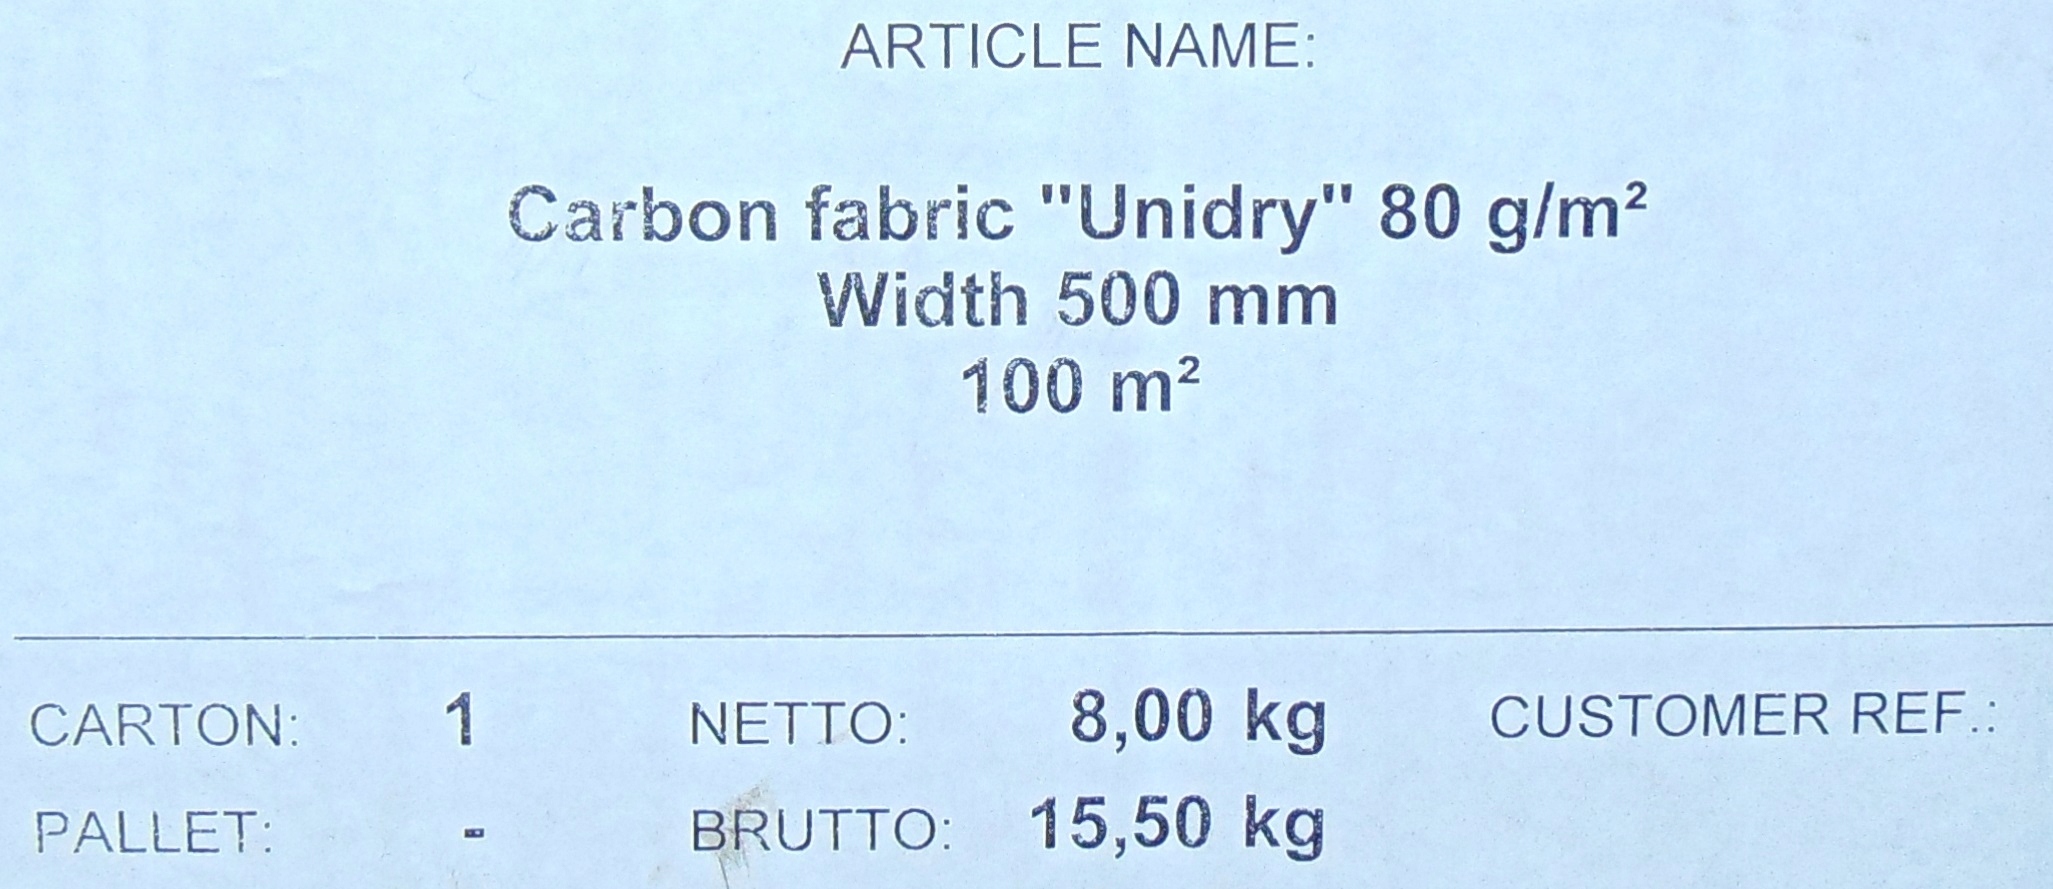 ARTICLE NAME:
Carbon fabric "Unidry" 80 g/m²
Width 500 mm
100 m²
CARTON: 1 NETTO: 8,00 kg CUSTOMER REF.:
PALLET: - BRUTTO: 15,50 kg